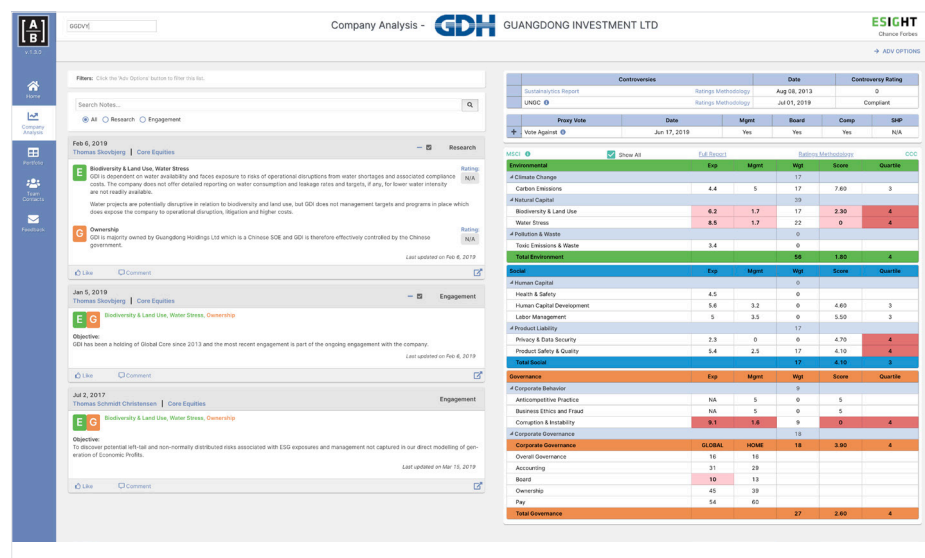 [A]
[B]
v 1.2.1
Home
Company
Analysis
Portfolio
Team
Contacts
Feedback
GGDVY
Company Analysis - GDH GUANGDONG INVESTMENT LTD
ESIGHT
Chance Forbes
→ ADV OPTIONS
Filters: Click the 'Adv Options' button to filter this list.
Search Notes...
All Research Engagement
Feb 6, 2019
Thomas Skovbjerg | Core Equities
Research
E Biodiversity & Land Use, Water Stress
GDI is dependent on water availability and faces exposure to risks of operational disruptions from water shortages and associated compliance
costs. The company does not offer detailed reporting on water consumption and leakage rates and targets, if any, for lower water intensity
are not readily available.
Water projects are potentially disruptive in relation to biodiversity and land use, but GDI does not management targets and programs in place which
does expose the company to operational disruption, litigation and higher costs.
Rating:
N/A
G Ownership
GDI is majority owned by Guangdong Holdings Ltd which is a Chinese SOE and GDI is therefore effectively controlled by the Chinese
government.
Rating:
N/A
Last updated on Feb 6, 2019
Like Comment
Jan 5, 2019
Thomas Skovbjerg | Core Equities
Engagement
E G Biodiversity & Land Use, Water Stress, Ownership
Objective:
GDI has been a holding of Global Core since 2013 and the most recent engagement is part of the ongoing engagement with the company.
Last updated on Feb 6, 2019
Like Comment
Jul 2, 2017
Thomas Schmidt Christensen | Core Equities
Engagement
E G Biodiversity & Land Use, Water Stress, Ownership
Objective:
To discover potential left-tail and non-normally distributed risks associated with ESG exposures and management not captured in our direct modelling of gen-
eration of Economic Profits.
Last updated on Mar 15, 2019
Like Comment
Controversies Date Controversy Rating
Sustainalytics Report Ratings Methodology Aug 08, 2013 0
UNGC Ratings Methodology Jul 01, 2019 Compliant
Proxy Vote Date Mgmt Board Comp SHP
+ Vote Against Jun 17, 2019 Yes Yes Yes N/A
MSCI Show All Full Report Ratings Methodology CCC
Environmental Exp Mgmt Wgt Score Quartile
Climate Change 17
Carbon Emissions 4.4 5 17 7.60 3
Natural Capital 39
Biodiversity & Land Use 6.2 1.7 17 2.30 4
Water Stress 8.5 1.7 22 0 4
Pollution & Waste 0
Toxic Emissions & Waste 3.4 0
Total Environment 56 1.80 4
Social Exp Mgmt Wgt Score Quartile
Human Capital 0
Health & Safety 4.5 0
Human Capital Development 5.6 3.2 0 4.60 3
Labor Management 5 3.5 0 5.50 3
Product Liability 17
Privacy & Data Security 2.3 0 0 4.70 4
Product Safety & Quality 5.4 2.5 17 4.10 4
Total Social 17 4.10 3
Governance Exp Mgmt Wgt Score Quartile
Corporate Behavior 9
Anticompetitive Practice NA 5 0 5
Business Ethics and Fraud NA 5 0 5
Corruption & Instability 9.1 1.6 9 0 4
Corporate Governance 18
Corporate Governance GLOBAL HOME 18 3.90 4
Overall Governance 16 16
Accounting 31 29
Board 10 13
Ownership 45 39
Pay 54 60
Total Governance 27 2.60 4